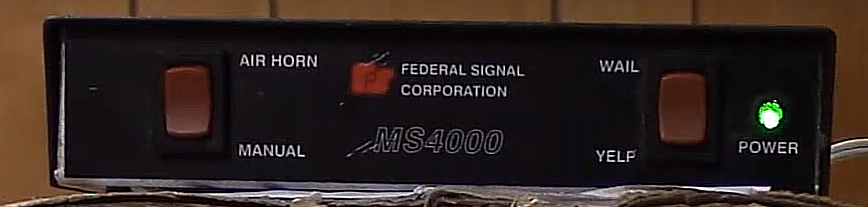 AIR HORN
MANUAL
FEDERAL SIGNAL
CORPORATION
MS4000
WAIL
YELP
POWER